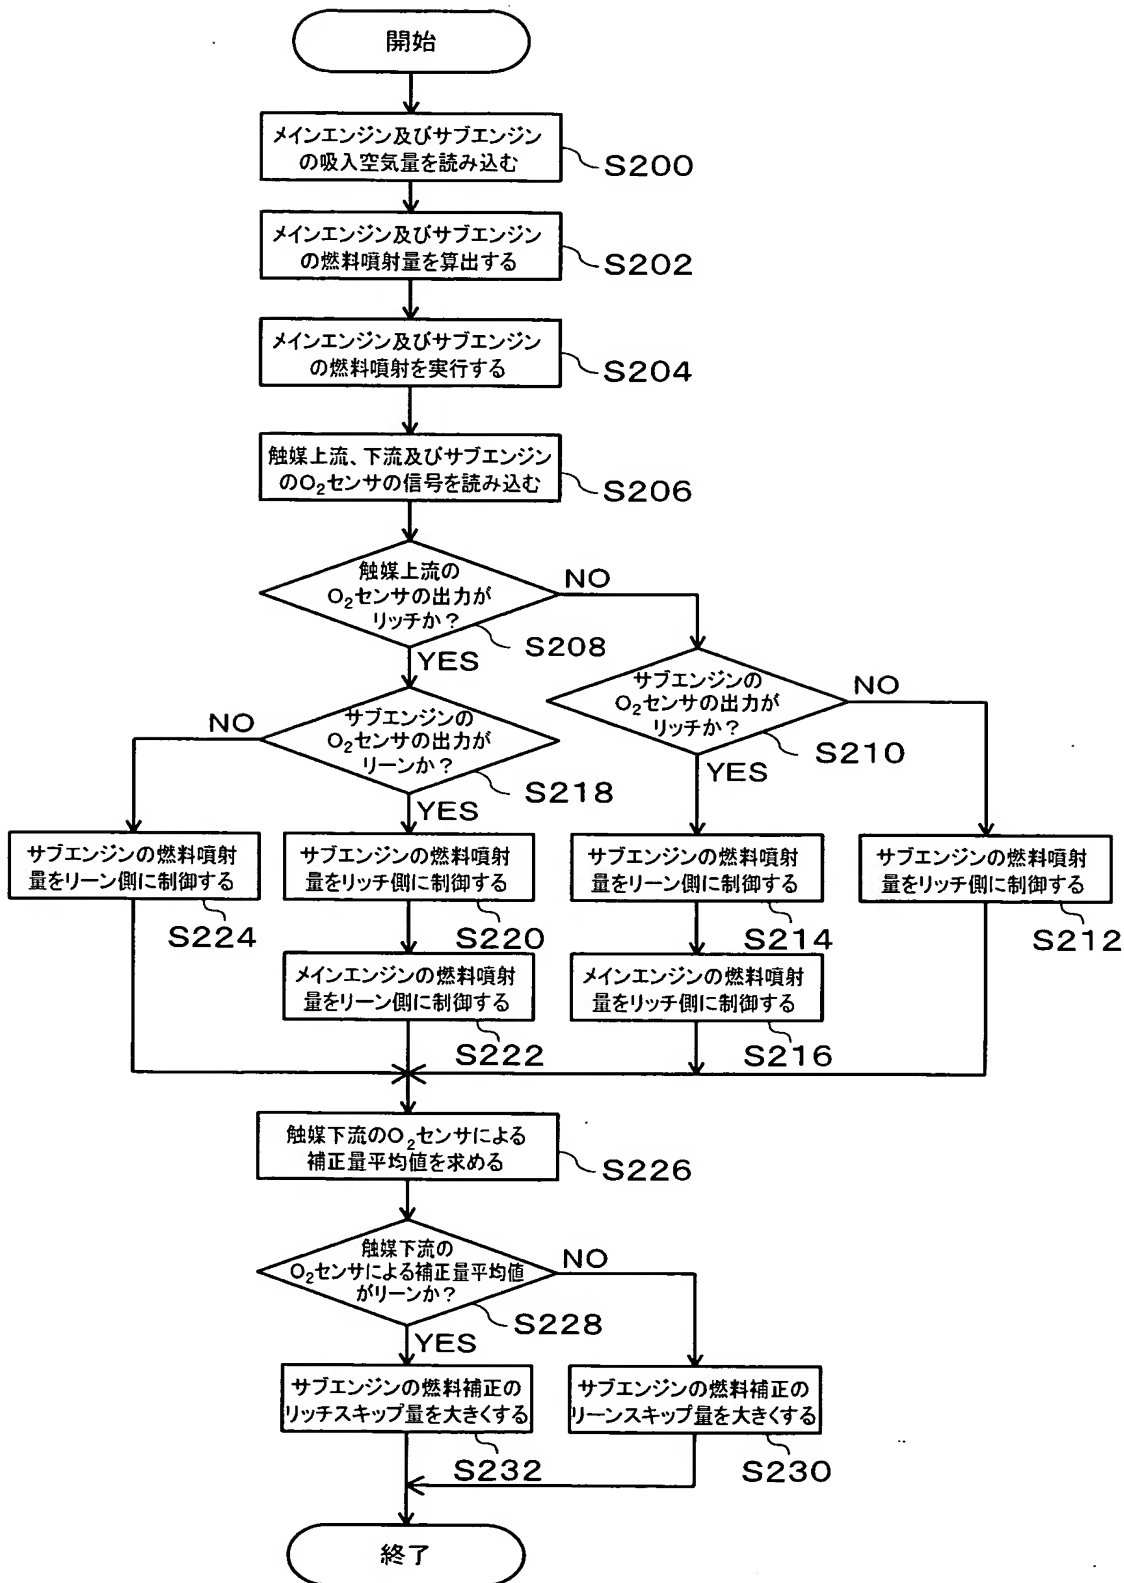 開始
メインエンジン及びサブエンジン
の吸入空気量を読み込む
S200
メインエンジン及びサブエンジン
の燃料噴射量を算出する
S202
メインエンジン及びサブエンジン
の燃料噴射を実行する
S204
触媒上流、下流及びサブエンジン
のO₂センサの信号を読み込む
S206
触媒上流の
O₂センサの出力が
リッチか?
NO
S208
YES
サブエンジンの
O₂センサの出力が
リッチか?
NO
S210
YES
NO
サブエンジンの
O₂センサの出力が
リーンか?
S218
YES
サブエンジンの燃料噴射
量をリーン側に制御する
S224
サブエンジンの燃料噴射
量をリッチ側に制御する
S220
サブエンジンの燃料噴射
量をリーン側に制御する
S214
サブエンジンの燃料噴射
量をリッチ側に制御する
S212
メインエンジンの燃料噴射
量をリーン側に制御する
S222
メインエンジンの燃料噴射
量をリッチ側に制御する
S216
触媒下流のO₂センサによる
補正量平均値を求める
S226
触媒下流の
O₂センサによる補正量平均値
がリーンか?
NO
S228
YES
サブエンジンの燃料補正の
リッチスキップ量を大きくする
S232
サブエンジンの燃料補正の
リーンスキップ量を大きくする
S230
終了